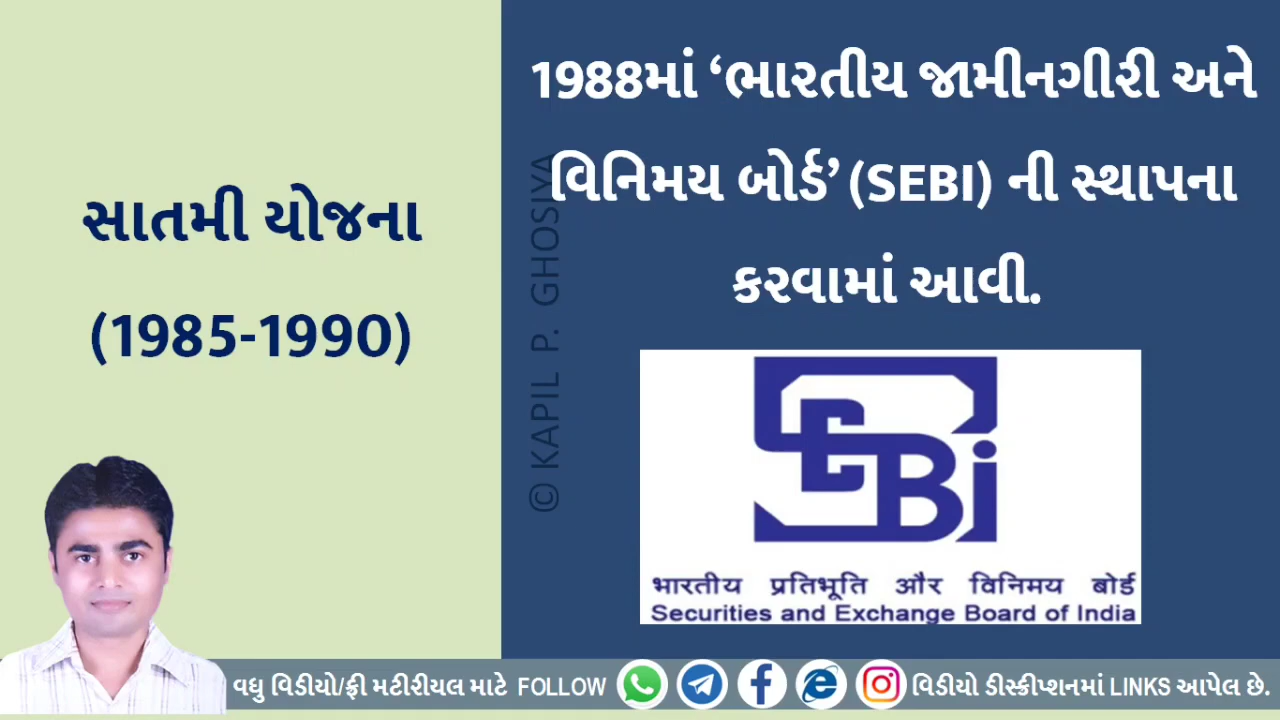 સાતમી યોજના
(1985-1990)
1988માં ‘ભારતીય જામીનગીરી અને
વિનિમય બોર્ડ’ (SEBI) ની સ્થાપના
કરવામાં આવી.
© KAPIL P. GHOSIYA
SEBI
भारतीय प्रतिभूति और विनिमय बोर्ड
Securities and Exchange Board of India
વધુ વિડીયો/ફ્રી મટીરીયલ માટે FOLLOW
વિડીયો ડીસ્ક્રીપ્શનમાં LINKS આપેલ છે.